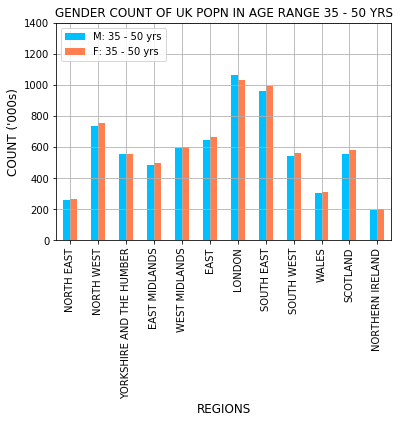 GENDER COUNT OF UK POPN IN AGE RANGE 35 - 50 YRS
M: 35 - 50 yrs
F: 35 - 50 yrs
COUNT ('000s)
1400
1200
1000
800
600
400
200
0
NORTH EAST
NORTH WEST
YORKSHIRE AND THE HUMBER
EAST MIDLANDS
WEST MIDLANDS
EAST
LONDON
SOUTH EAST
SOUTH WEST
WALES
SCOTLAND
NORTHERN IRELAND
REGIONS